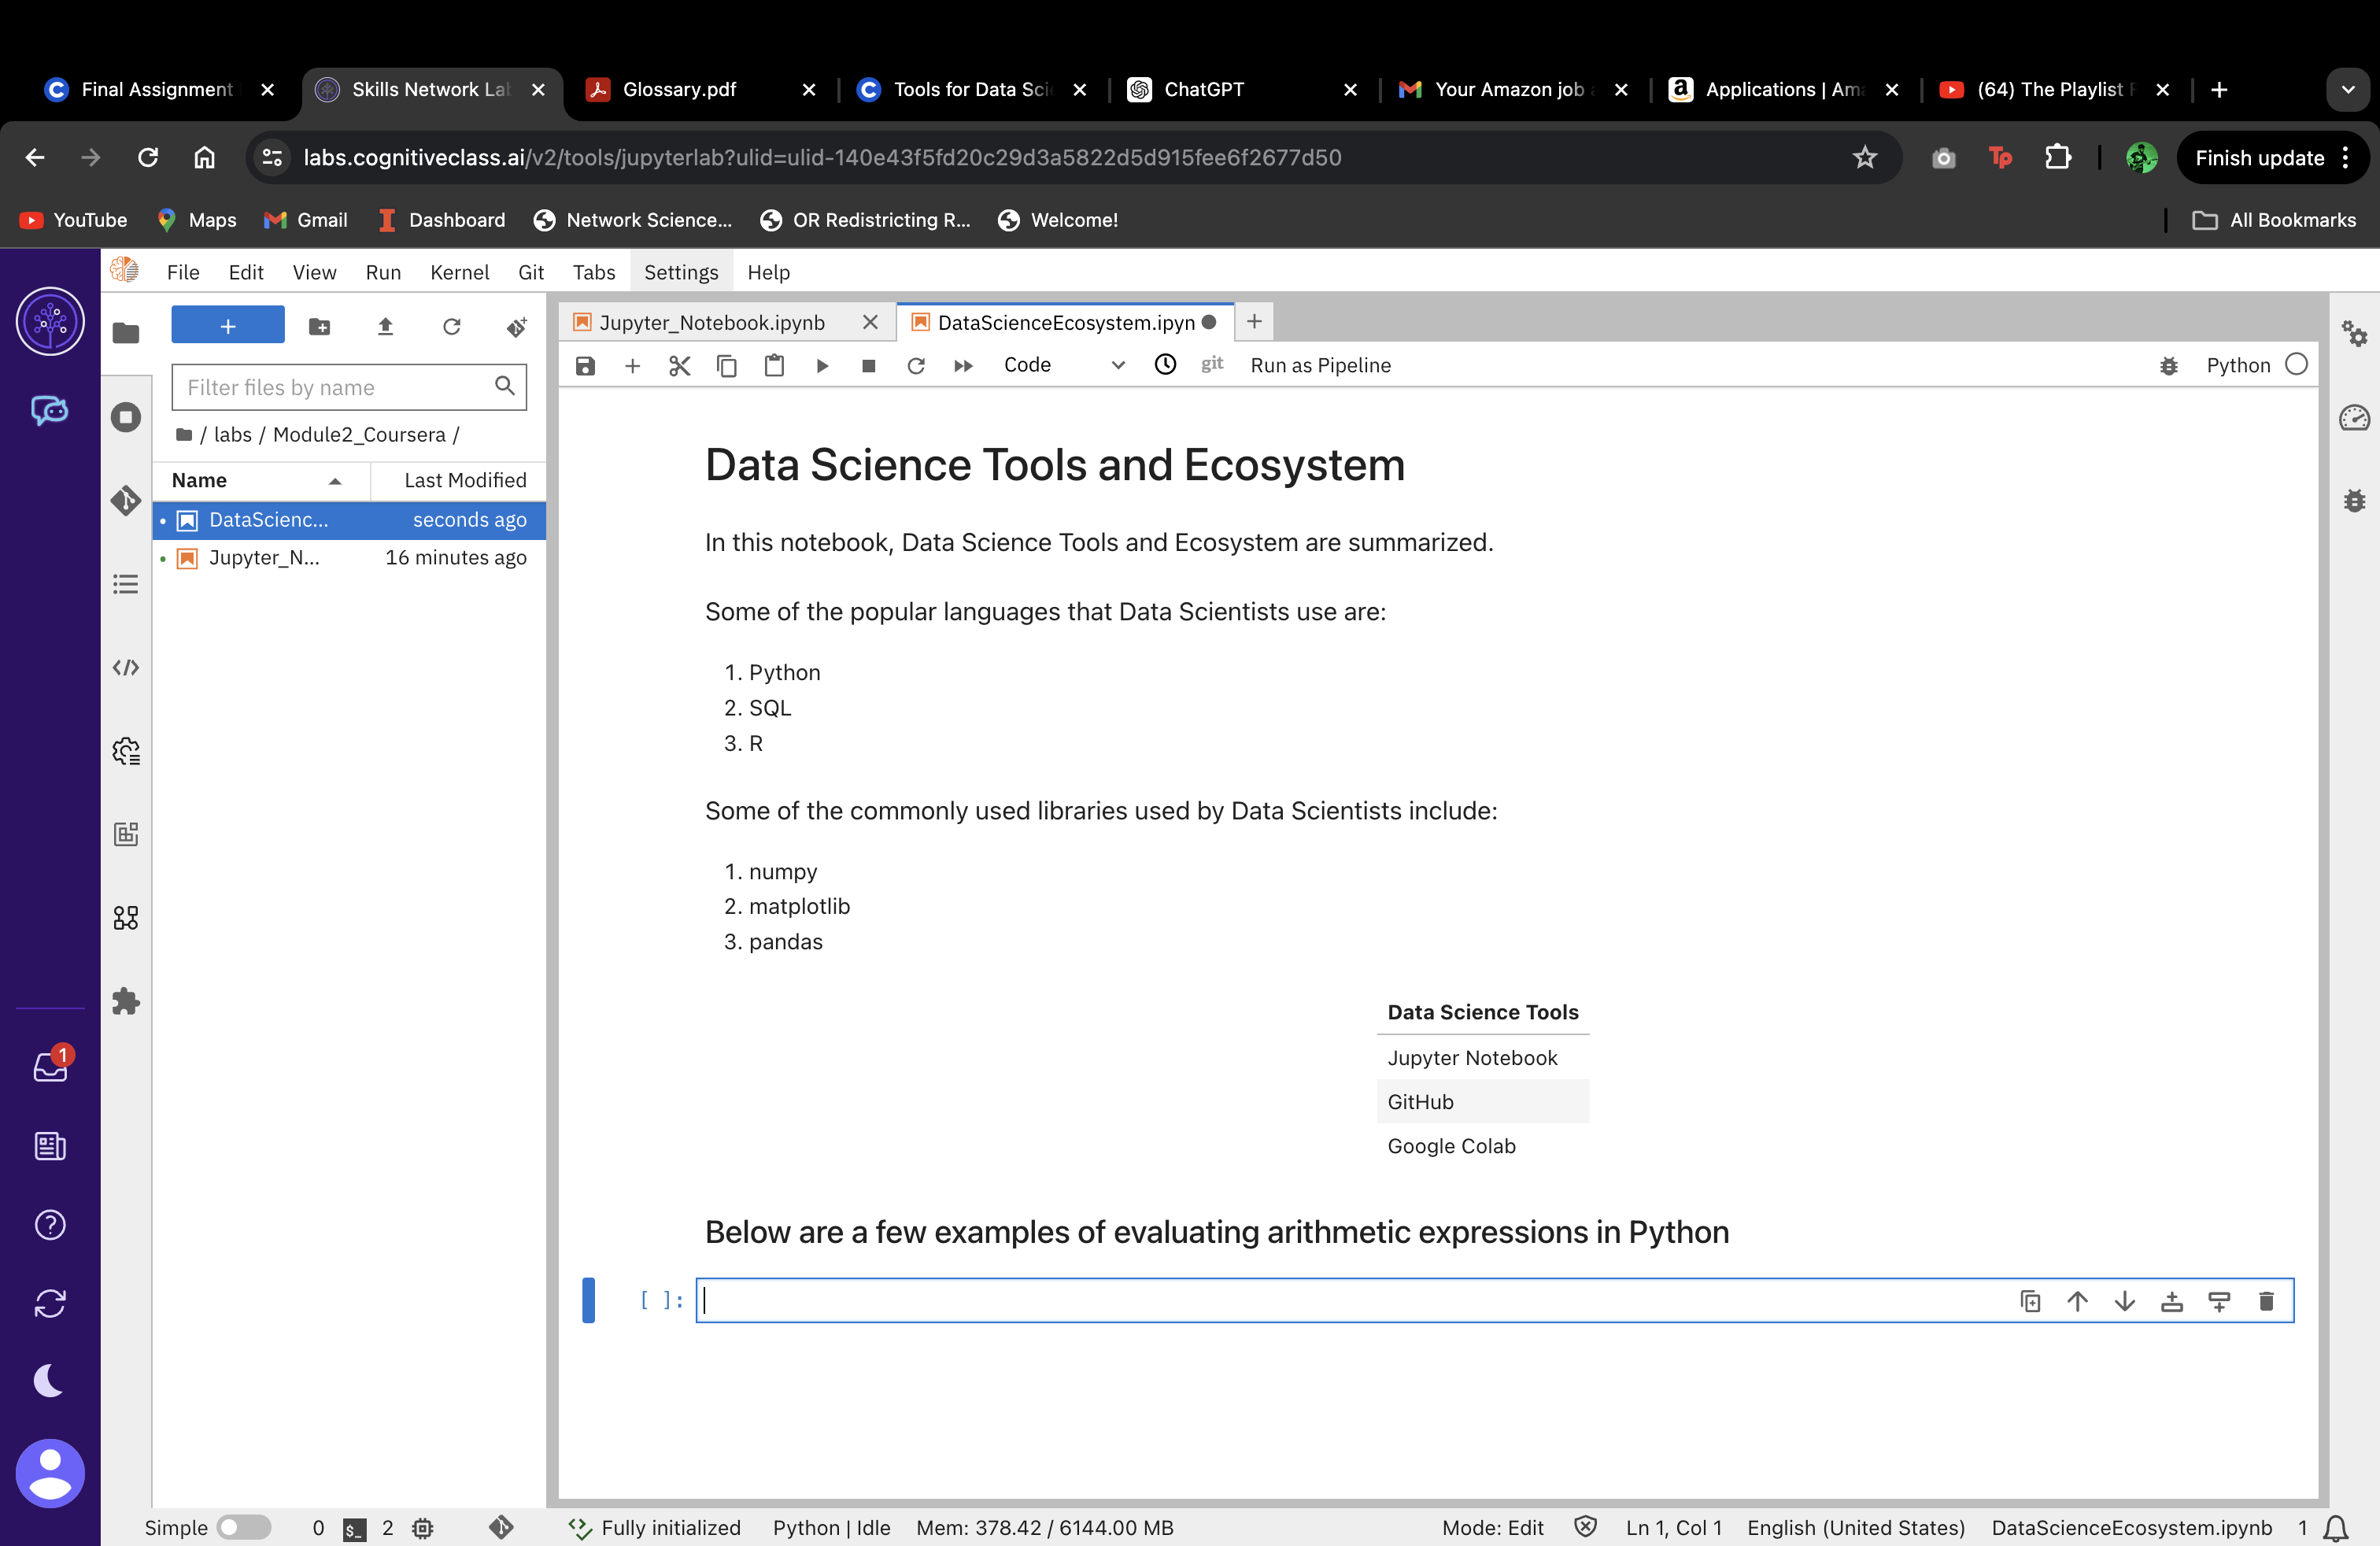 Final Assignment
Skills Network La
Glossary.pdf
Tools for Data Sci
ChatGPT
Your Amazon job a
Applications | Ama
(64) The Playlist F
labs.cognitiveclass.ai/v2/tools/jupyterlab?ulid=ulid-140e43f5fd20c29d3a5822d5d915fee6f2677d50
Tp
Finish update
YouTube
Maps
Gmail
Dashboard
Network Science...
OR Redistricting R...
Welcome!
All Bookmarks
File Edit View Run Kernel Git Tabs Settings Help
Jupyter_Notebook.ipynb
DataScienceEcosystem.ipyn
Code
git
Run as Pipeline
Python
Filter files by name
/ labs / Module2_Coursera /
Name Last Modified
DataScienc... seconds ago
Jupyter_N... 16 minutes ago
Data Science Tools and Ecosystem
In this notebook, Data Science Tools and Ecosystem are summarized.
Some of the popular languages that Data Scientists use are:
1. Python
2. SQL
3. R
Some of the commonly used libraries used by Data Scientists include:
1. numpy
2. matplotlib
3. pandas
Data Science Tools
Jupyter Notebook
GitHub
Google Colab
Below are a few examples of evaluating arithmetic expressions in Python
[ ]:
1
Simple 0 $_ 2 Fully initialized Python | Idle Mem: 378.42 / 6144.00 MB Mode: Edit Ln 1, Col 1 English (United States) DataScienceEcosystem.ipynb 1